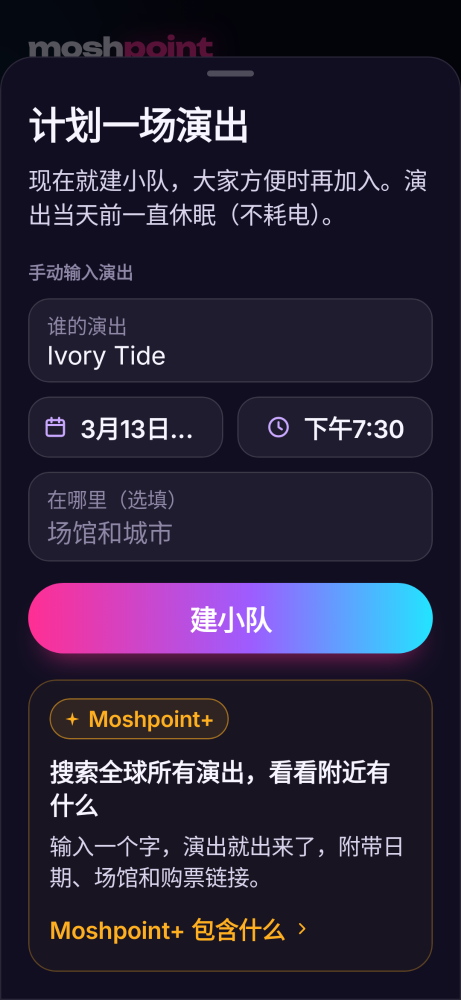 moshpoint
计划一场演出
现在就建小队，大家方便时再加入。演
出当天前一直休眠（不耗电）。
手动输入演出
谁的演出
Ivory Tide
3月13日...
下午7:30
在哪里（选填）
场馆和城市
建小队
Moshpoint+
搜索全球所有演出，看看附近有
什么
输入一个字，演出就出来了，附带日
期、场馆和购票链接。
Moshpoint+ 包含什么